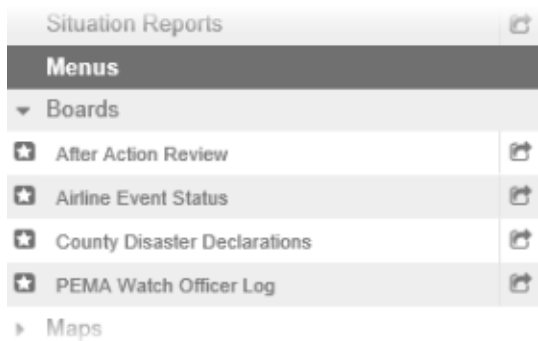 Situation Reports
Menus
Boards
After Action Review
Airline Event Status
County Disaster Declarations
PEMA Watch Officer Log
Maps